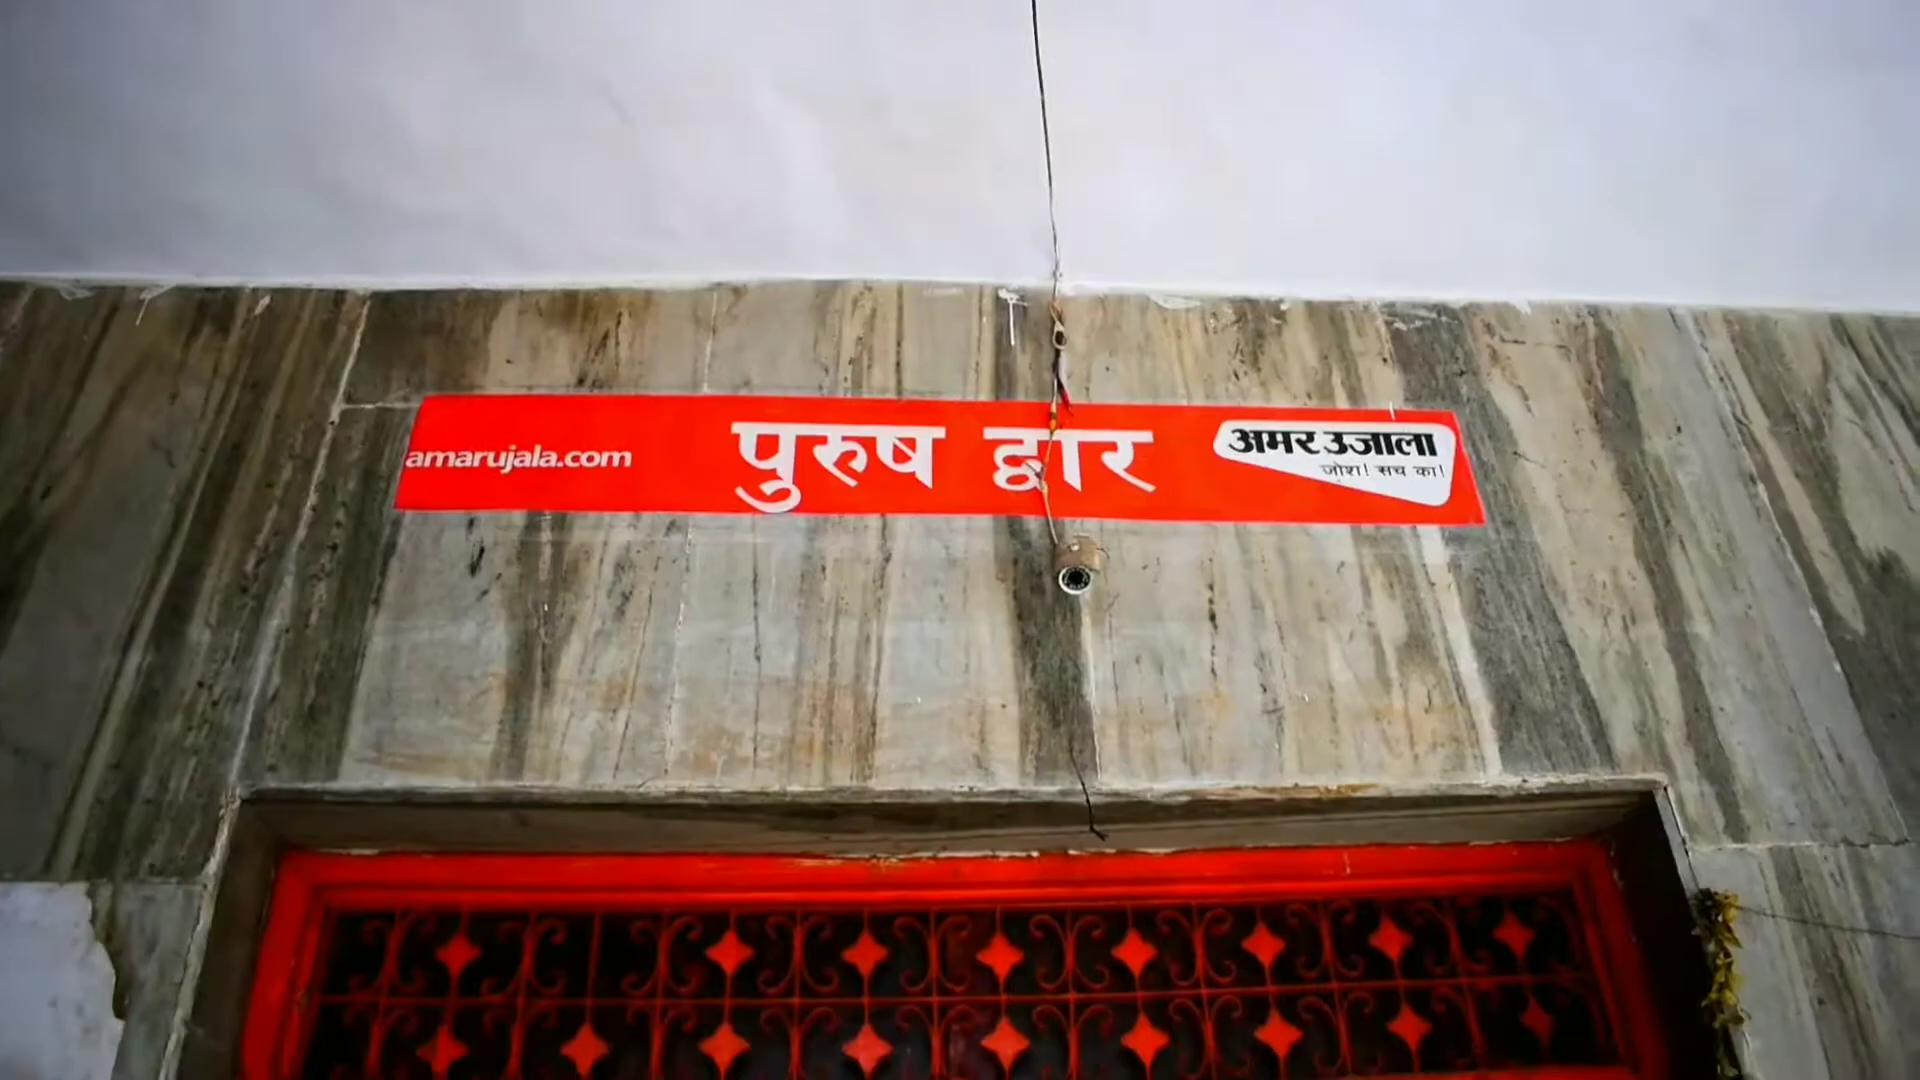 amarujala.com
पुरुष द्वार
अमर उजाला
जोश! सच का!